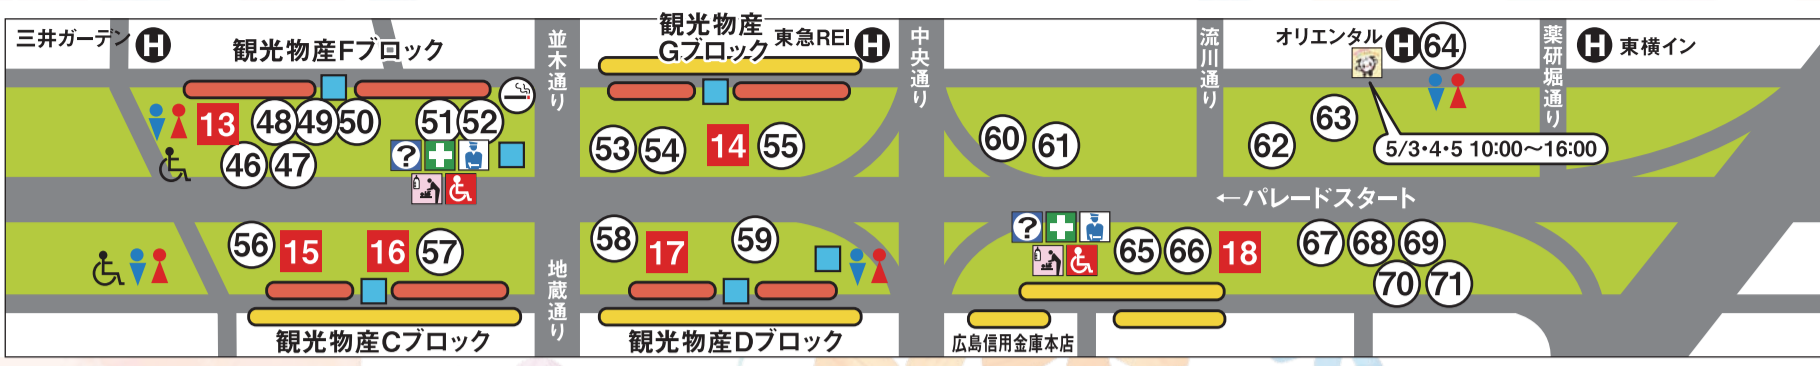 三井ガーデン H
観光物産Fブロック
並木通り
観光物産
Gブロック
東急REI H
中央通り
流川通り
オリエンタル H 64
薬研堀通り
H 東横イン
13 48 49 50 51 52
46 47
?
53 54 14 55
60 61
62 63
5/3・4・5 10:00〜16:00
←パレードスタート
56 15 16 57
地蔵通り
58 17 59
?
65 66 18
67 68 69
70 71
観光物産Cブロック
観光物産Dブロック
広島信用金庫本店